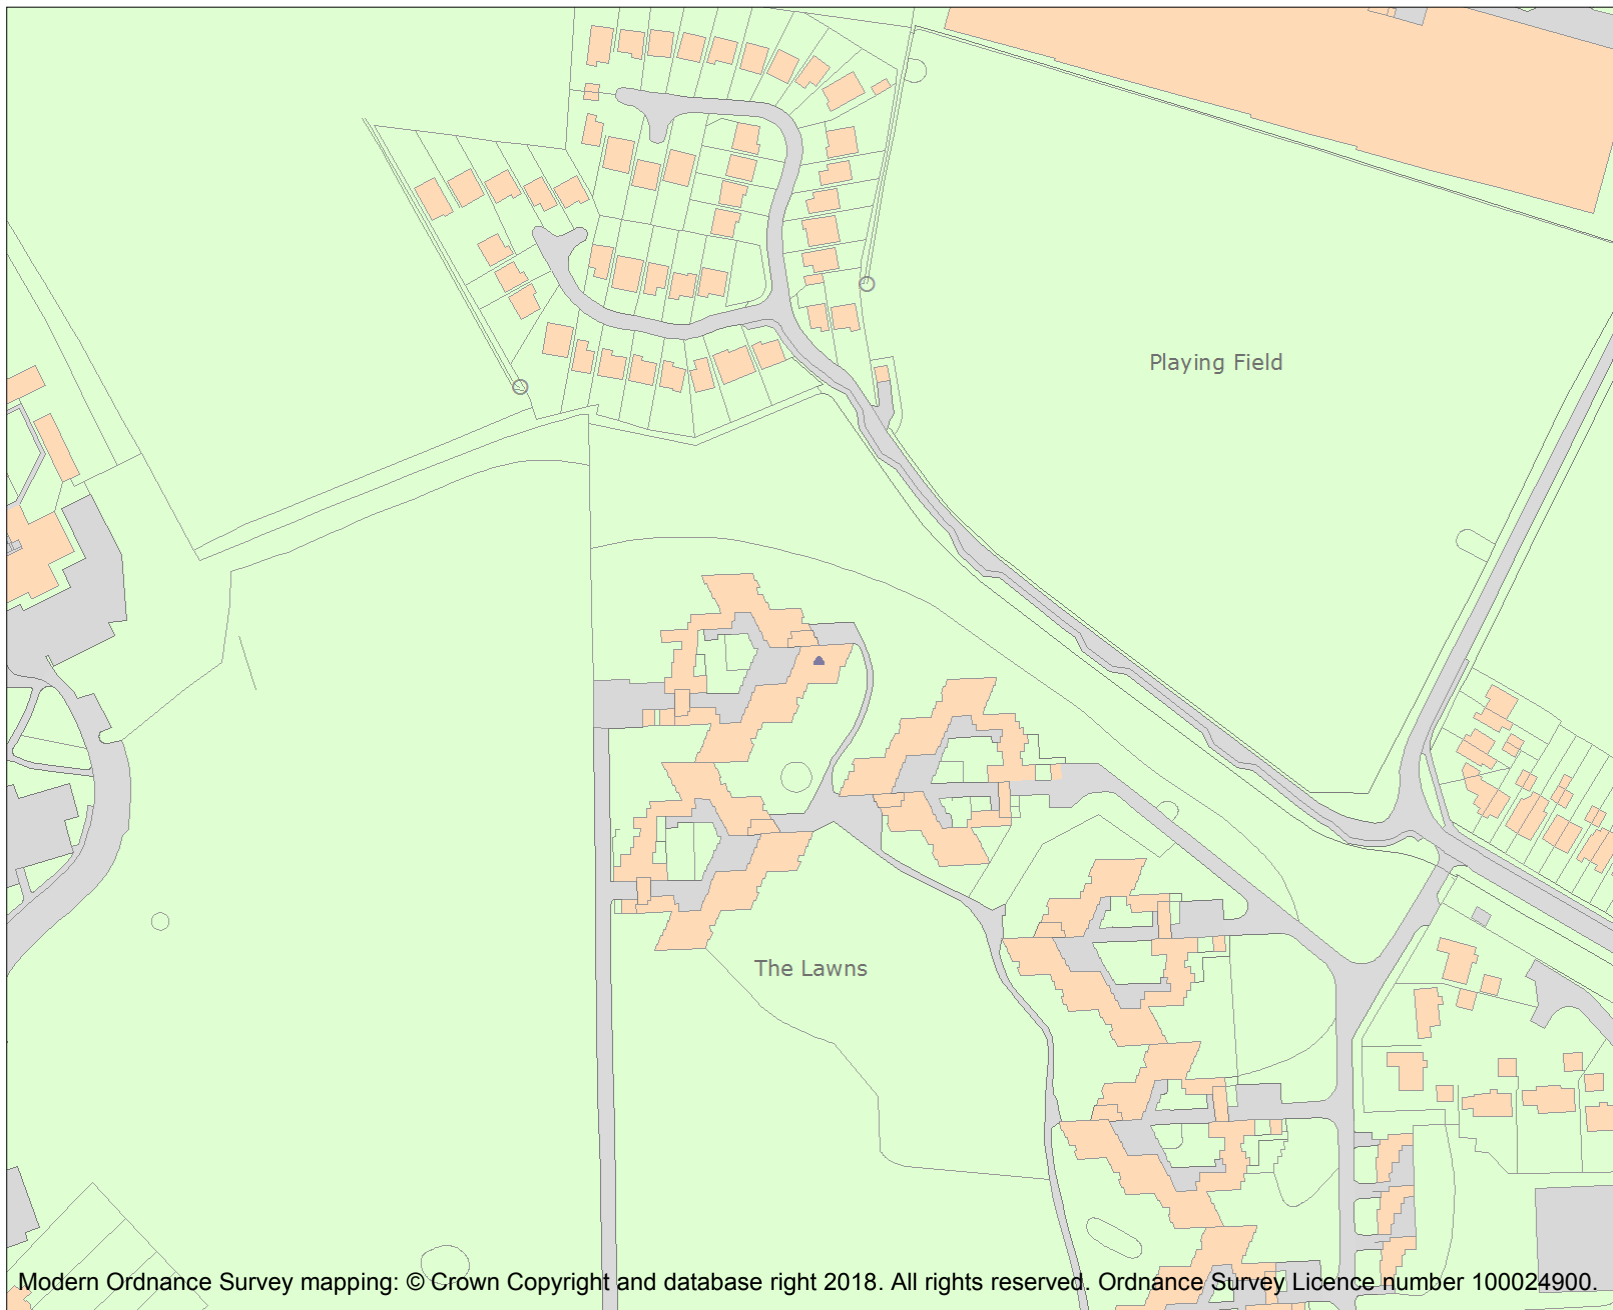 Playing Field
The Lawns
Modern Ordnance Survey mapping: © Crown Copyright and database right 2018. All rights reserved. Ordnance Survey Licence number 100024900.